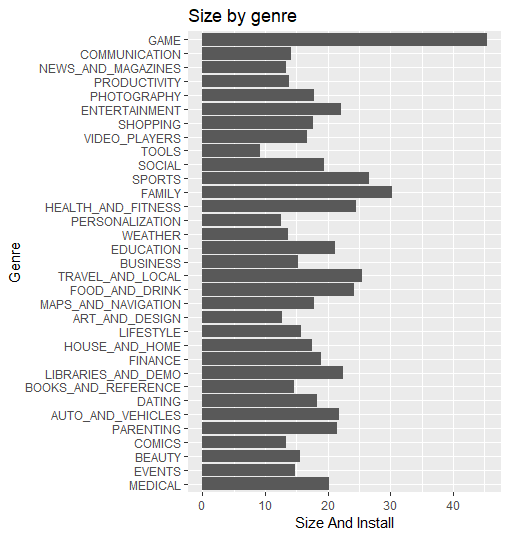 Size by genre
Genre
GAME
COMMUNICATION
NEWS_AND_MAGAZINES
PRODUCTIVITY
PHOTOGRAPHY
ENTERTAINMENT
SHOPPING
VIDEO_PLAYERS
TOOLS
SOCIAL
SPORTS
FAMILY
HEALTH_AND_FITNESS
PERSONALIZATION
WEATHER
EDUCATION
BUSINESS
TRAVEL_AND_LOCAL
FOOD_AND_DRINK
MAPS_AND_NAVIGATION
ART_AND_DESIGN
LIFESTYLE
HOUSE_AND_HOME
FINANCE
LIBRARIES_AND_DEMO
BOOKS_AND_REFERENCE
DATING
AUTO_AND_VEHICLES
PARENTING
COMICS
BEAUTY
EVENTS
MEDICAL
0 10 20 30 40
Size And Install